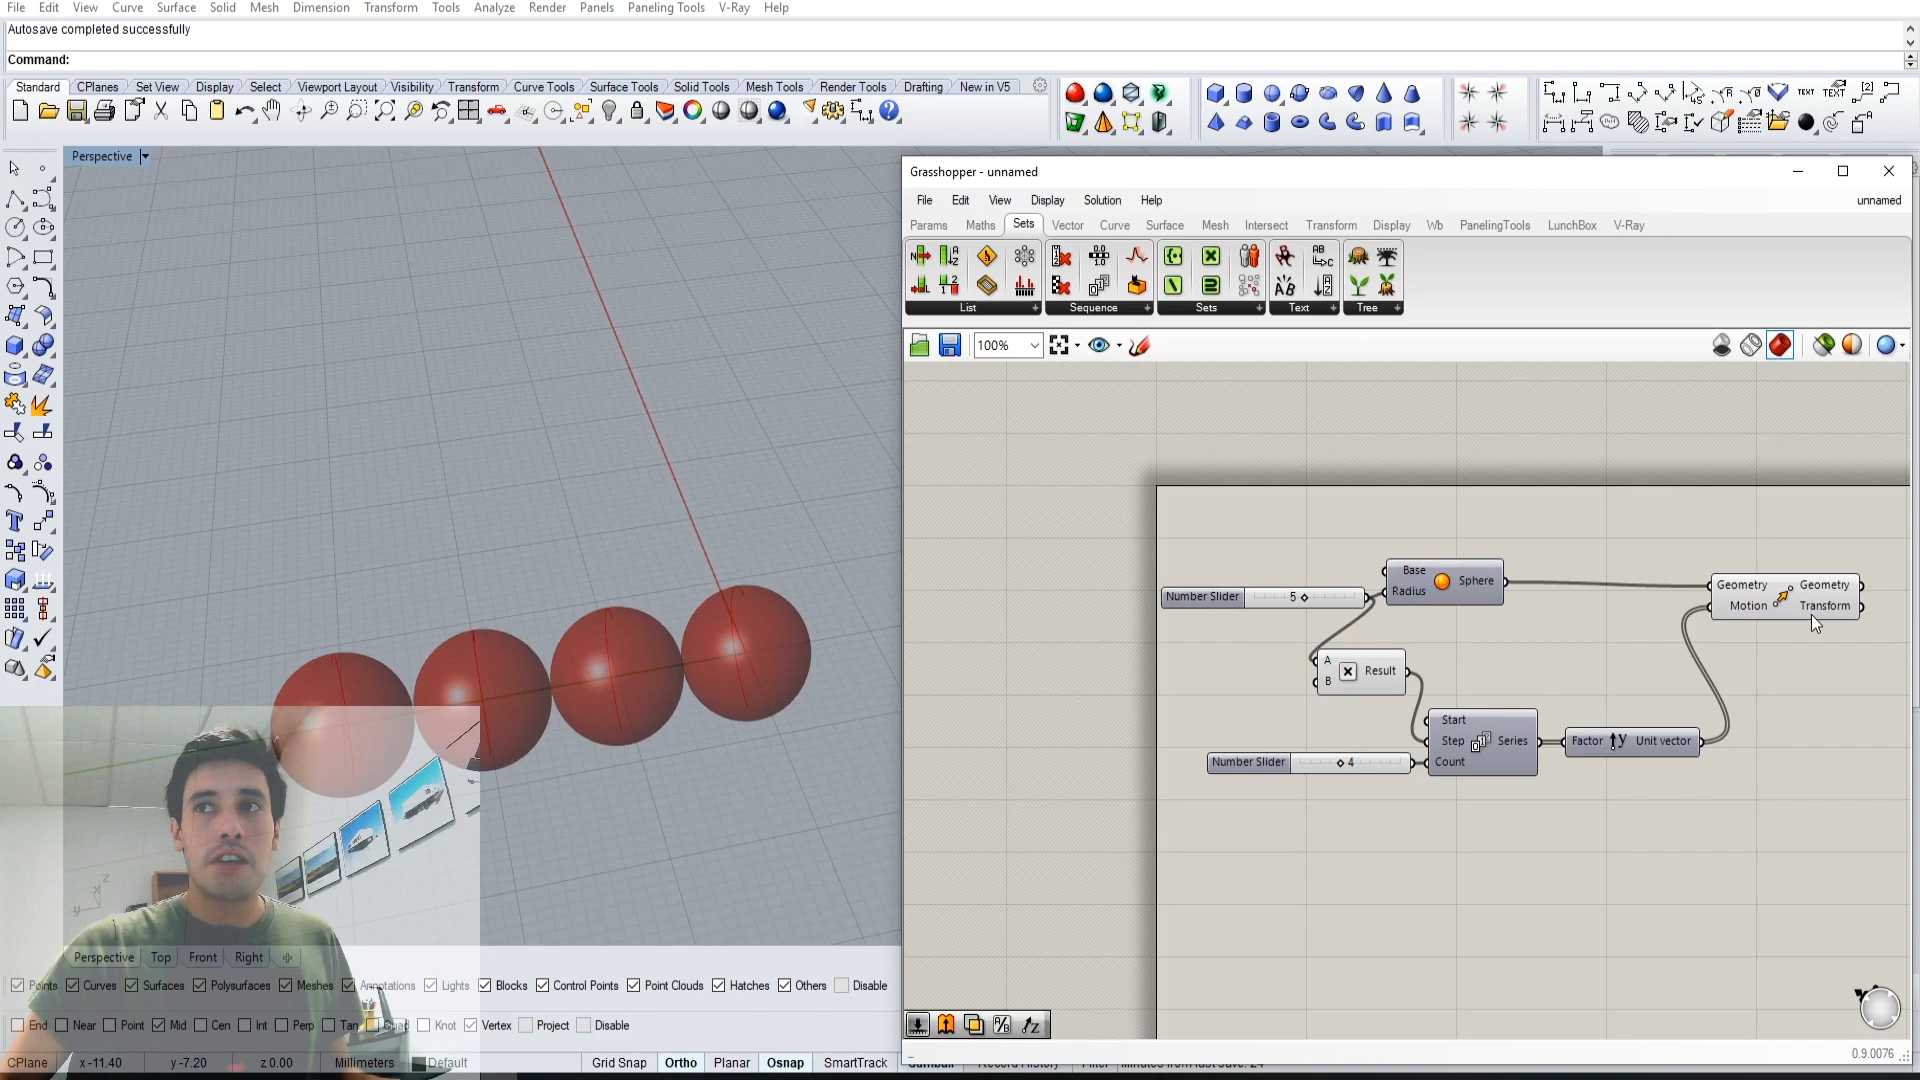 File Edit View Curve Surface Solid Mesh Dimension Transform Tools Analyze Render Panels Paneling Tools V-Ray Help
Autosave completed successfully
Command:
Standard CPlanes Set View Display Select Viewport Layout Visibility Transform Curve Tools Surface Tools Solid Tools Mesh Tools Render Tools Drafting New in V5
Perspective
Grasshopper - unnamed
File Edit View Display Solution Help
unnamed
Params Maths Sets Vector Curve Surface Mesh Intersect Transform Display Wb PanelingTools LunchBox V-Ray
List Sequence Sets Text Tree
100%
Base
Radius
Sphere
Number Slider 5
Geometry Geometry
Motion Transform
A
B
Result
Start
Step Series
Count
Factor y Unit vector
Number Slider 4
z
x
y
Perspective Top Front Right
Points Curves Surfaces Polysurfaces Meshes Annotations Lights Blocks Control Points Point Clouds Hatches Others Disable
End Near Point Mid Cen Int Perp Tan Quad Knot Vertex Project Disable
0.9.0076
CPlane x -11.40 y -7.20 z 0.00 Millimeters Default Grid Snap Ortho Planar Osnap SmartTrack